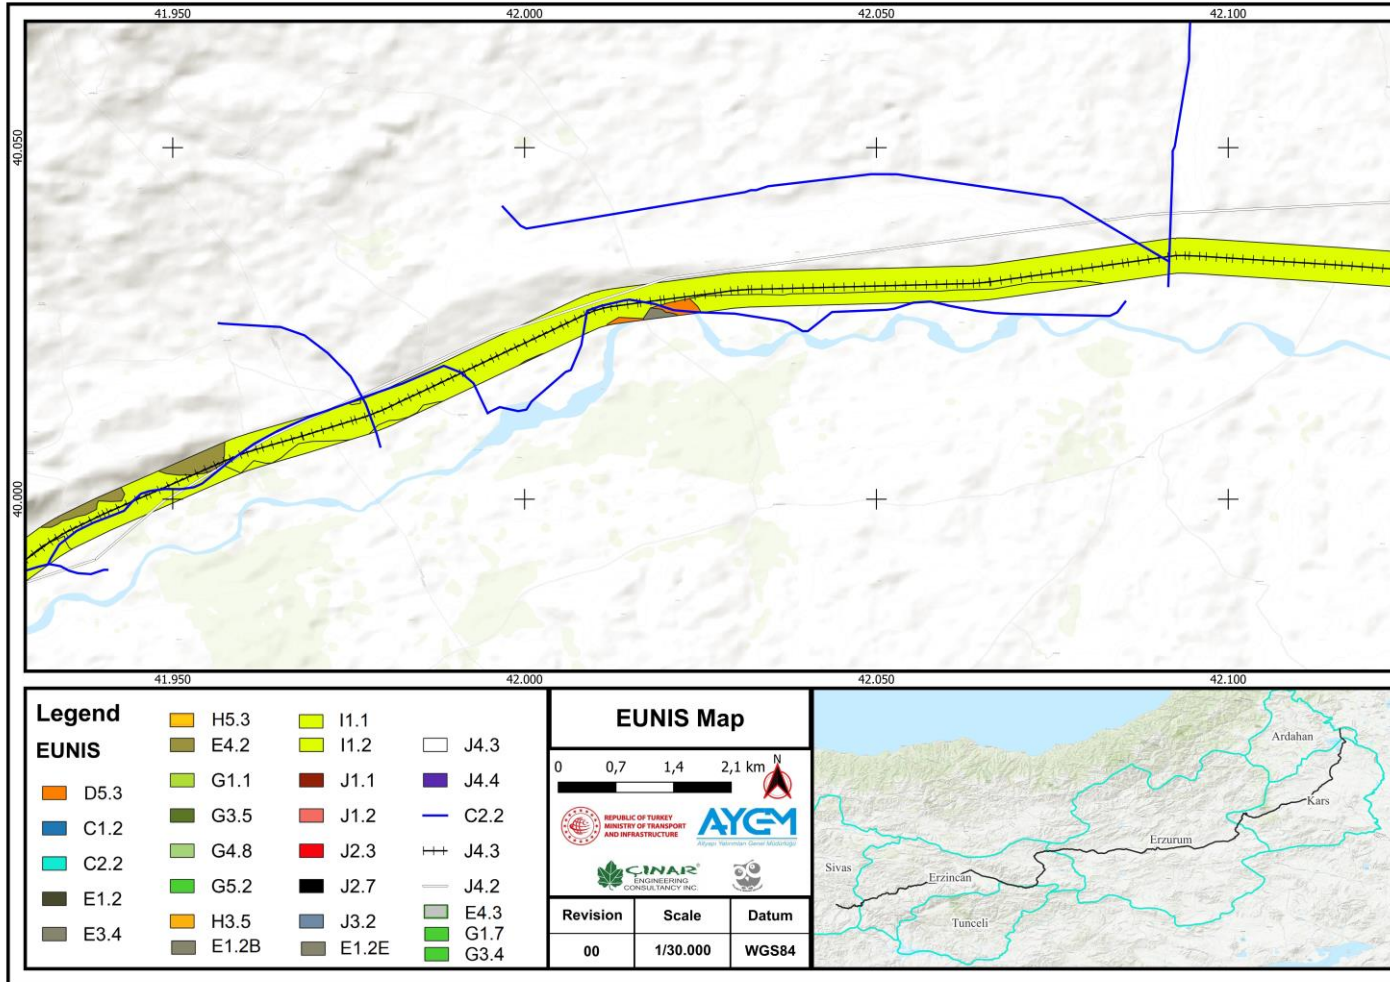 41.950
42.000
42.050
42.100
40.050
40.000
41.950
42.000
42.050
42.100
Legend
EUNIS
D5.3
C1.2
C2.2
E1.2
E3.4
H5.3
E4.2
G1.1
G3.5
G4.8
G5.2
H3.5
E1.2B
I1.1
I1.2
J1.1
J1.2
J2.3
J2.7
J3.2
E1.2E
J4.3
J4.4
C2.2
J4.3
J4.2
E4.3
G1.7
G3.4
EUNIS Map
0 0,7 1,4 2,1 km
N
REPUBLIC OF TURKEY
MINISTRY OF TRANSPORT
AND INFRASTRUCTURE
AYGM
Altyapı Yatırımları Genel Müdürlüğü
ÇINAR
ENGINEERING
CONSULTANCY INC.
Revision Scale Datum
00 1/30.000 WGS84
Ardahan
Kars
Erzurum
Sivas
Erzincan
Tunceli